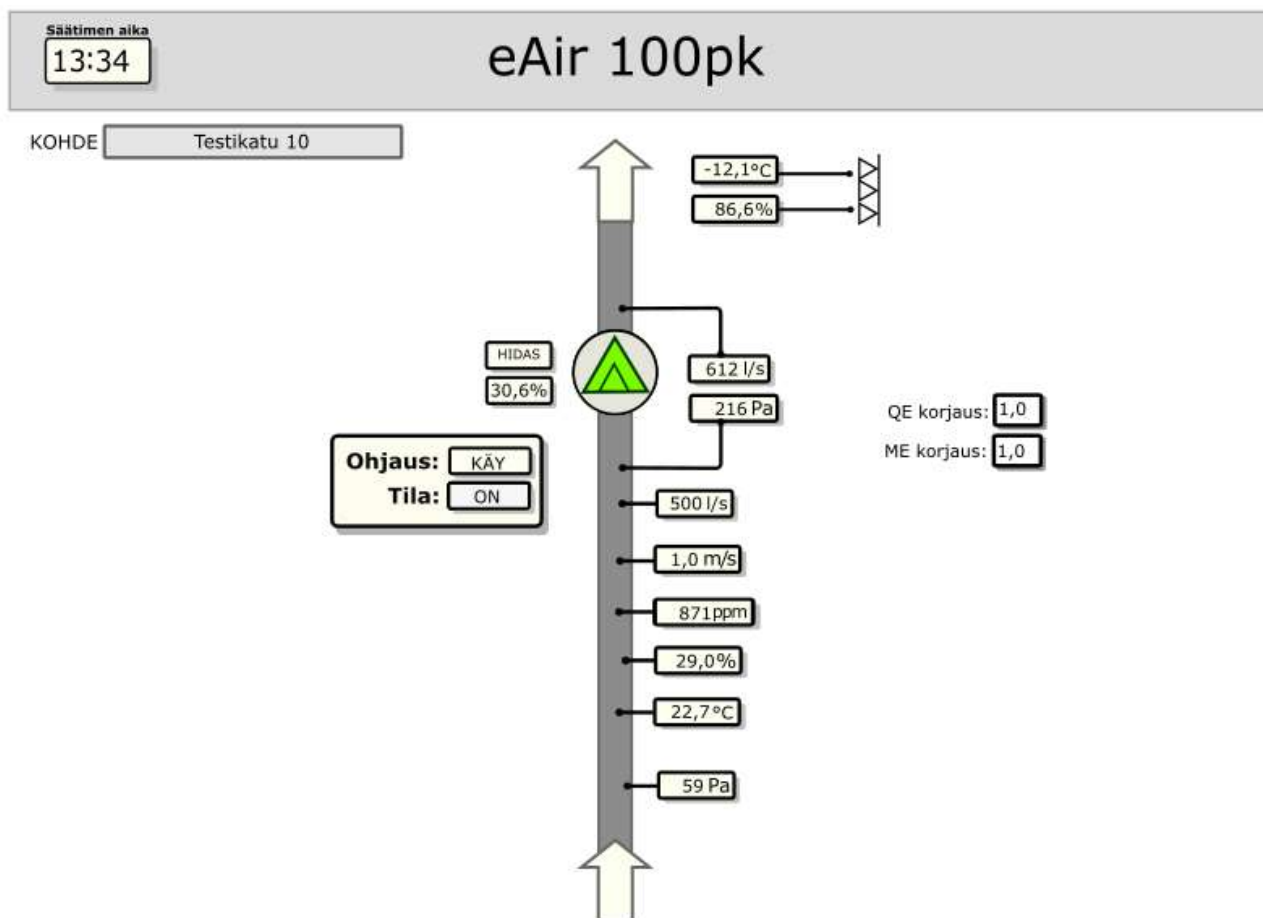 Säätimen aika
13:34
eAir 100pk
KOHDE Testikatu 10
-12,1°C
86,6%
HIDAS
30,6%
612 l/s
216 Pa
QE korjaus: 1,0
ME korjaus: 1,0
Ohjaus: KÄY
Tila: ON
500 l/s
1,0 m/s
871ppm
29,0%
22,7°C
59 Pa